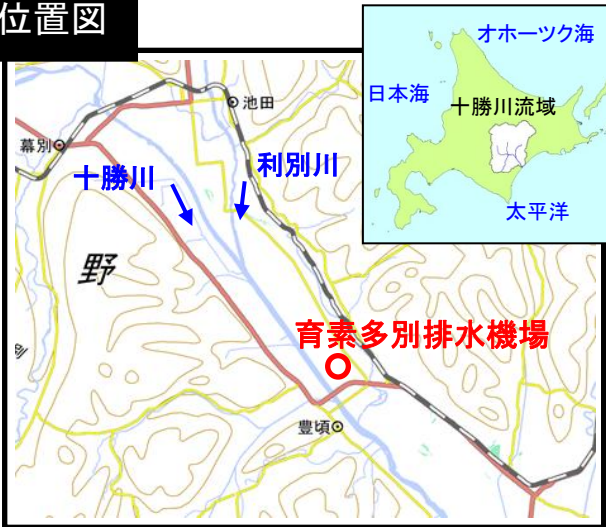 位置図
オホーツク海
日本海
十勝川流域
太平洋
池田
幕別
十勝川
利別川
野
育素多別排水機場
豊頃